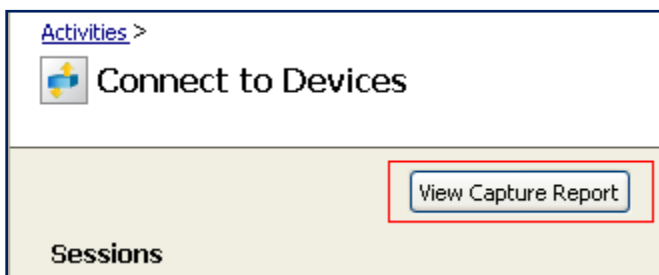 Activities >
Connect to Devices
View Capture Report
Sessions